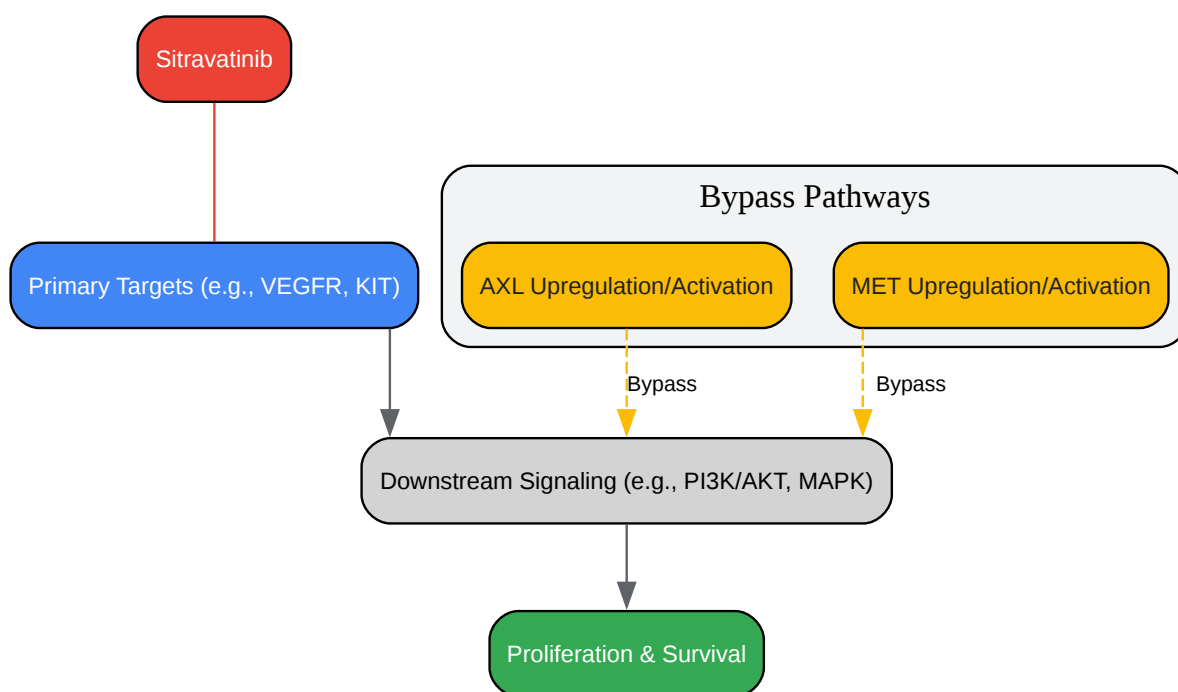 Sitravatinib
Bypass Pathways
Primary Targets (e.g., VEGFR, KIT)
AXL Upregulation/Activation
MET Upregulation/Activation
Bypass
Bypass
Downstream Signaling (e.g., PI3K/AKT, MAPK)
Proliferation & Survival